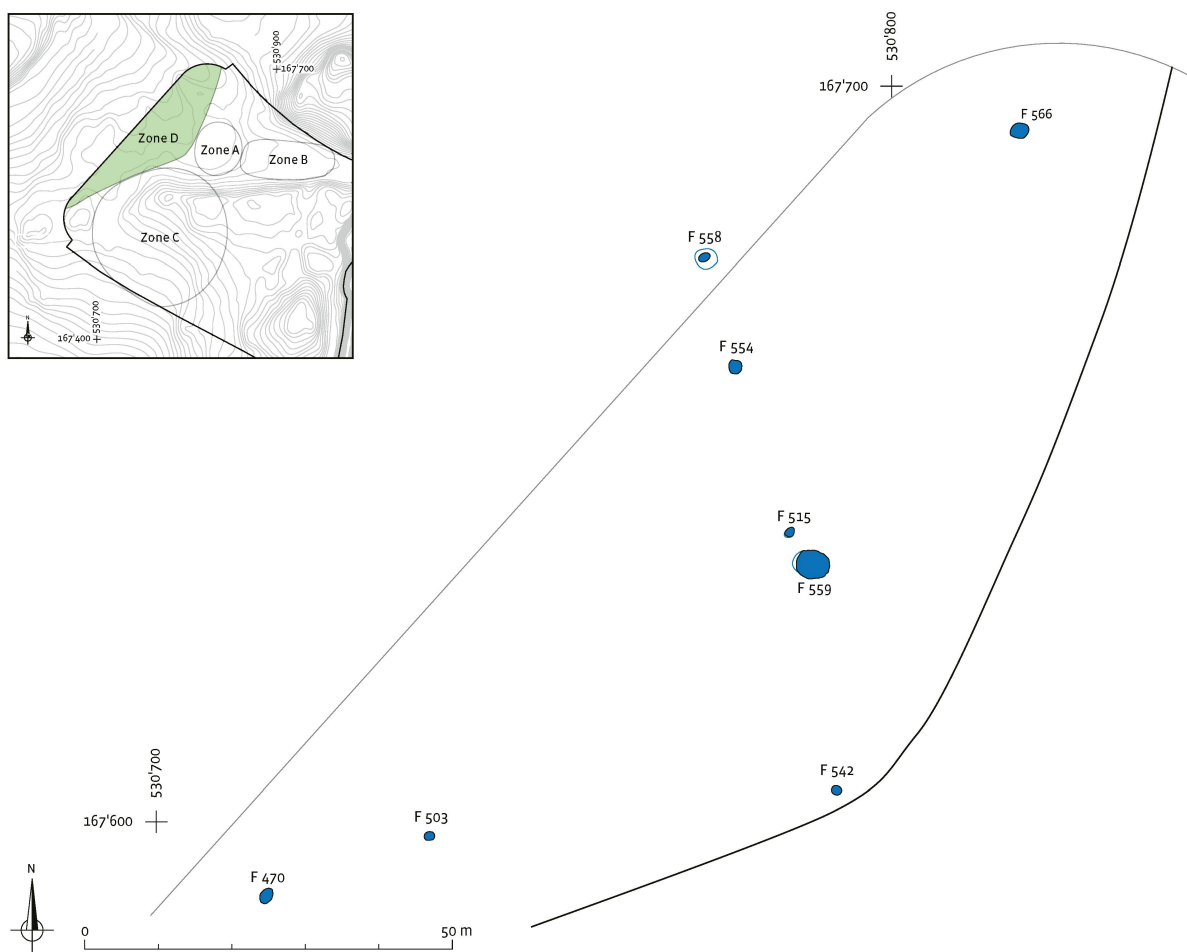 530'900
167'700
Zone D
Zone A
Zone B
Zone C
530'700
167'400
N
530'800
167'700
F 566
F 558
F 554
F 515
F 559
F 542
530'700
167'600
F 503
F 470
N
0
50 m